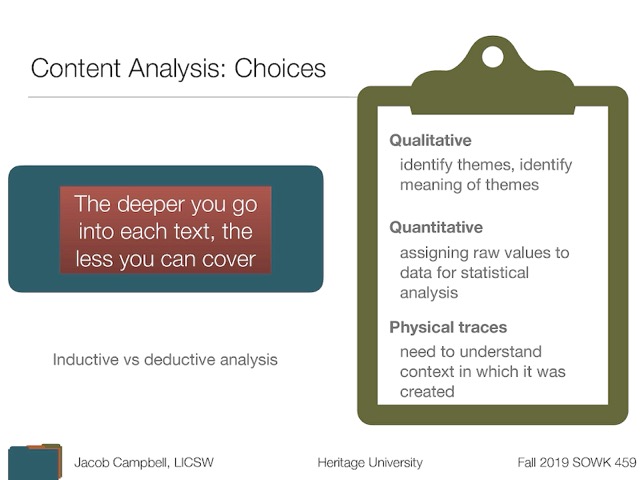 Content Analysis: Choices
The deeper you go
into each text, the
less you can cover
Inductive vs deductive analysis
Qualitative
identify themes, identify
meaning of themes
Quantitative
assigning raw values to
data for statistical
analysis
Physical traces
need to understand
context in which it was
created
Jacob Campbell, LICSW
Heritage University
Fall 2019 SOWK 459